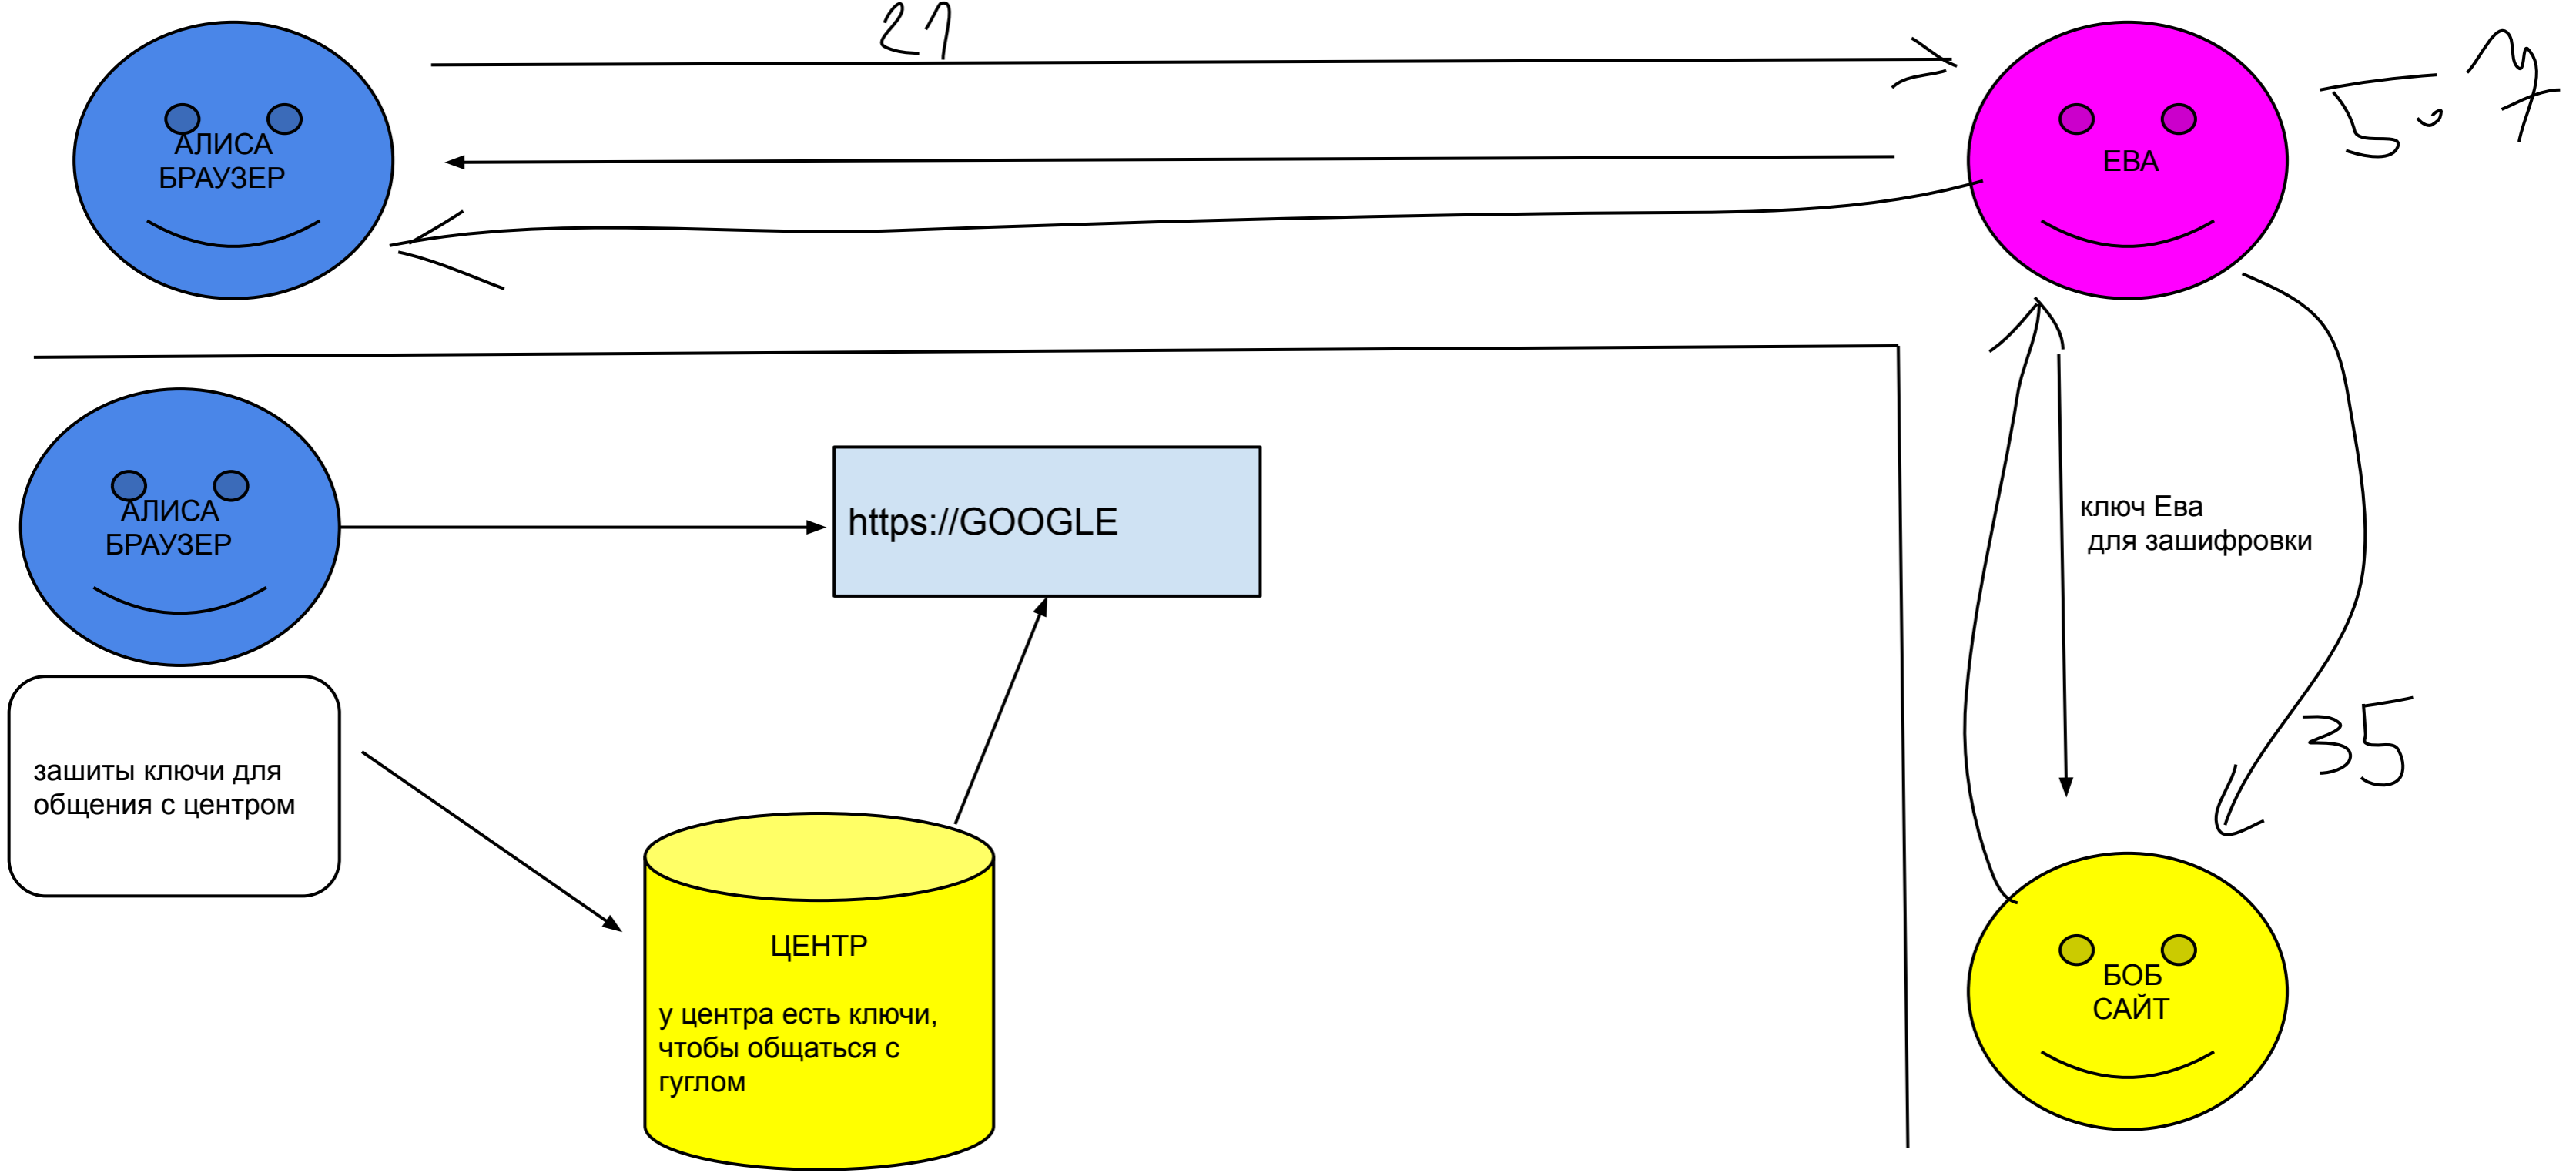 21
АЛИСА
БРАУЗЕР
ЕВА
5. 7
АЛИСА
БРАУЗЕР
https://GOOGLE
ключ Ева
для зашифровки
зашиты ключи для
общения с центром
35
ЦЕНТР
у центра есть ключи,
чтобы общаться с
гуглом
БОБ
САЙТ